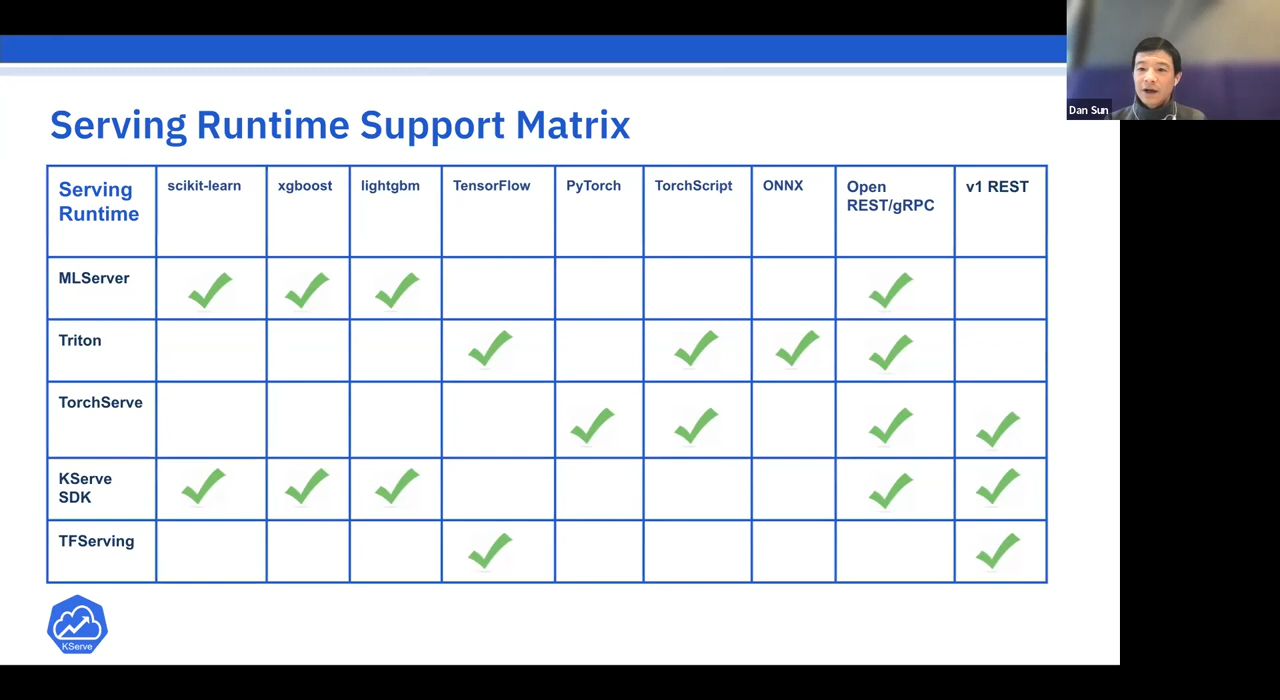 Dan Sun
Serving Runtime Support Matrix
Serving
Runtime
scikit-learn
xgboost
lightgbm
TensorFlow
PyTorch
TorchScript
ONNX
Open
REST/gRPC
v1 REST
MLServer
Triton
TorchServe
KServe
SDK
TFServing
KServe